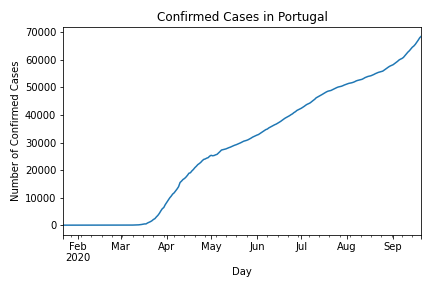 Confirmed Cases in Portugal
Number of Confirmed Cases
70000
60000
50000
40000
30000
20000
10000
0
Feb Mar Apr May Jun Jul Aug Sep
2020
Day